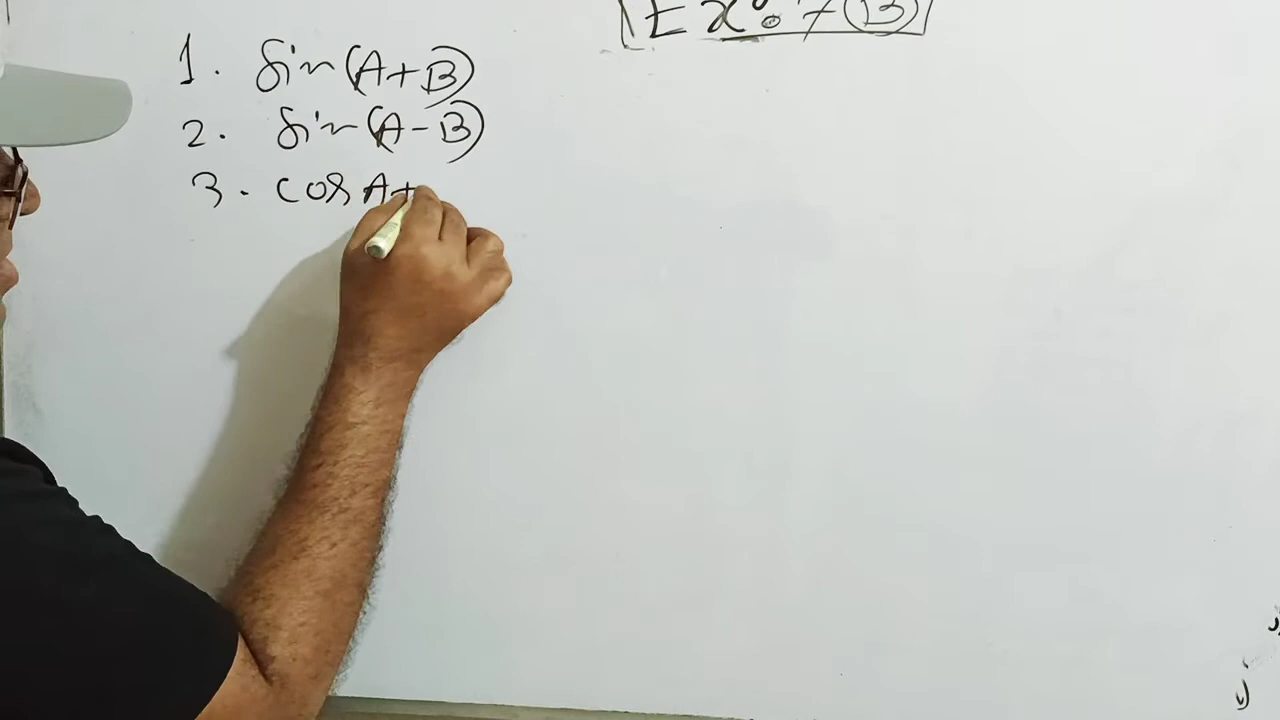 Ex: 7(B)
1. Sin(A+B)
2. Sin(A-B)
3. Cos A+